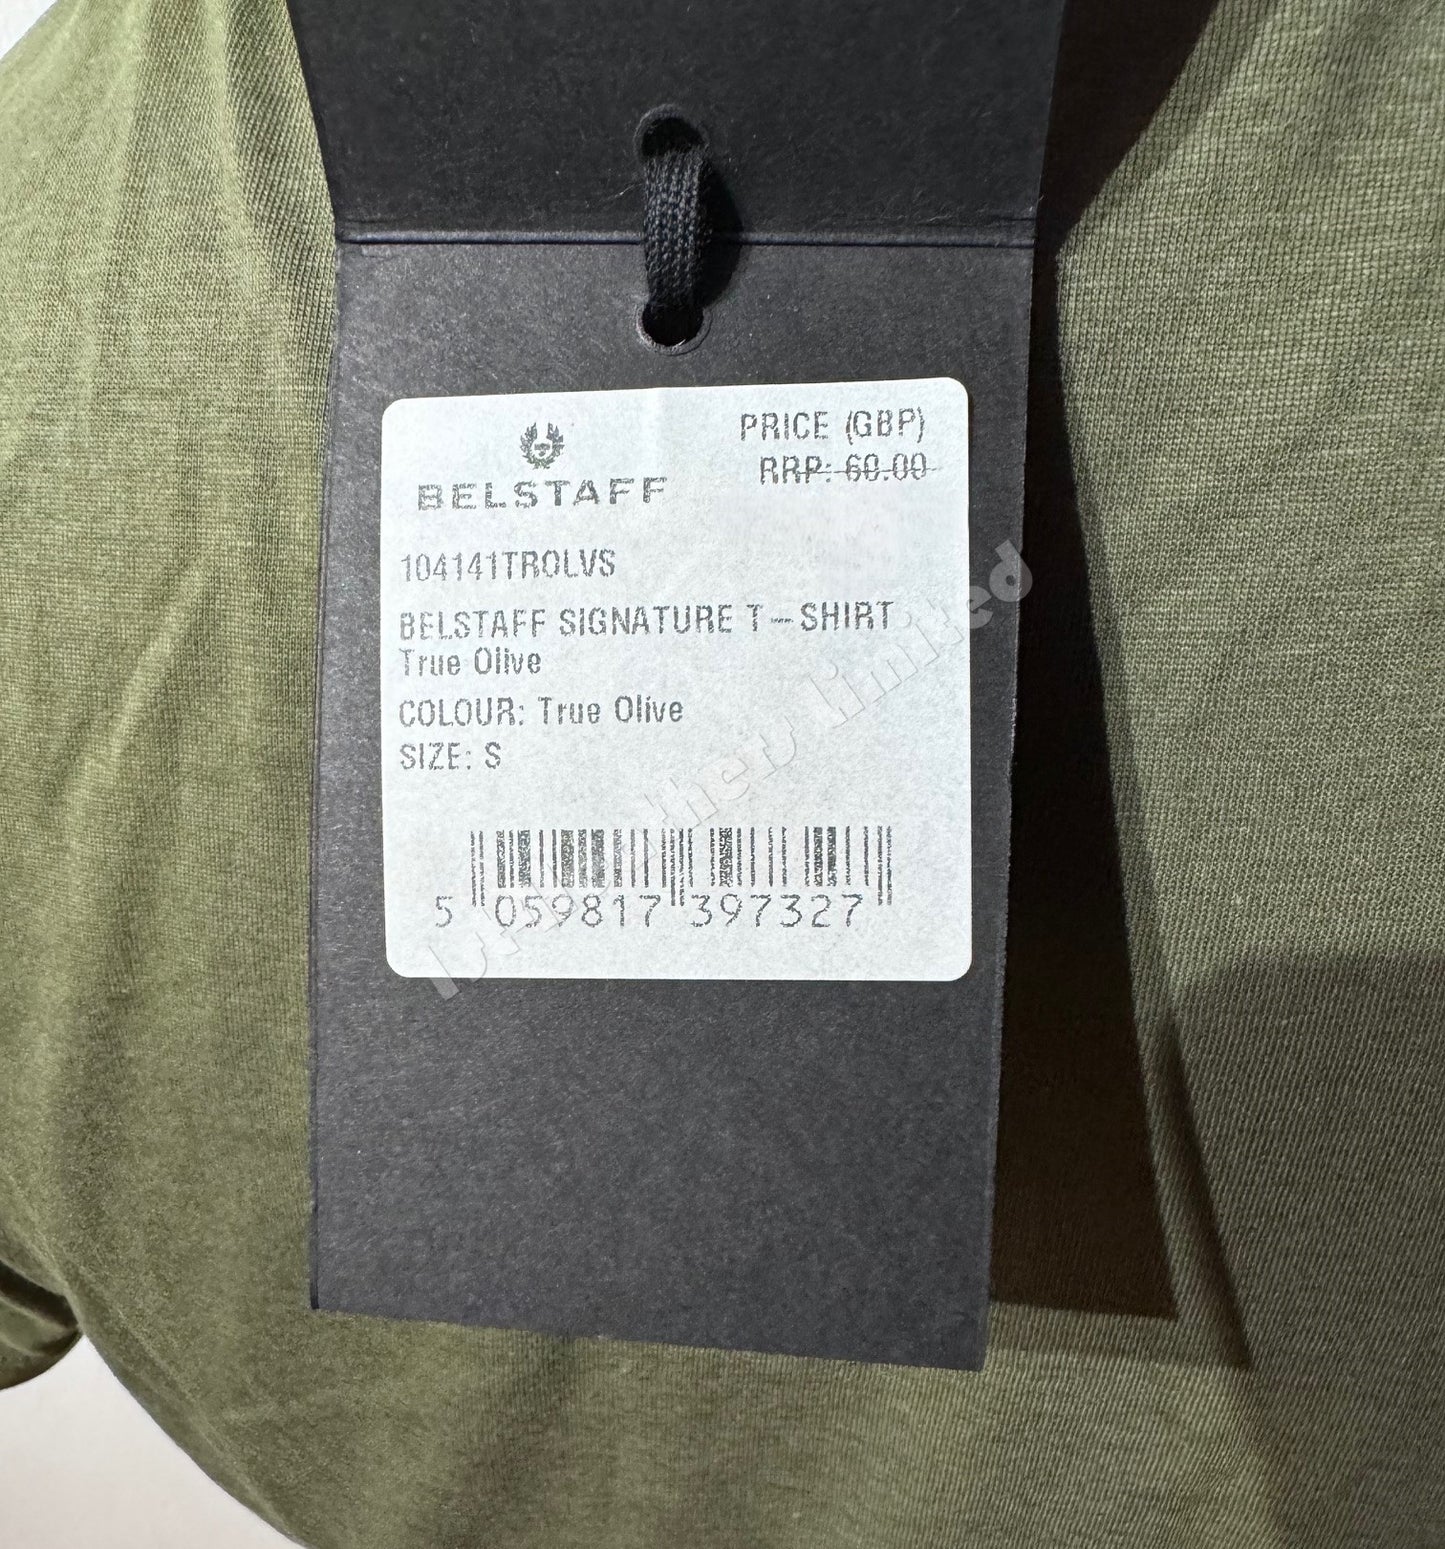 PRICE (GBP)
RRP: 60.00
BELSTAFF
104141TROLVS
BELSTAFF SIGNATURE T-SHIRT
True Olive
COLOUR: True Olive
SIZE: S
5 059817 397327
limited